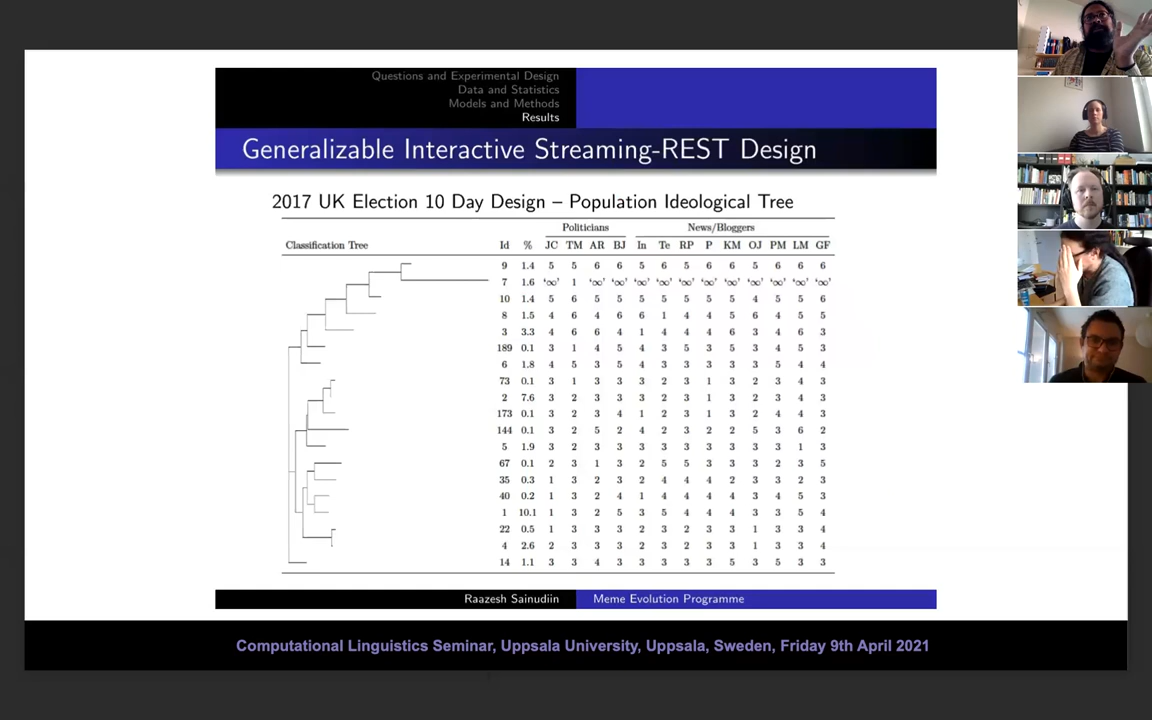 Questions and Experimental Design
Data and Statistics
Models and Methods
Results
Generalizable Interactive Streaming-REST Design
2017 UK Election 10 Day Design – Population Ideological Tree
Politicians News/Bloggers
Classification Tree Id % JC TM AR BJ In Te RP P KM OJ PM LM GF
9 1.4 5 5 6 6 5 6 5 6 6 5 6 6 6
7 1.6 '∞' 1 '∞' '∞' '∞' '∞' '∞' '∞' '∞' '∞' '∞' '∞' '∞'
10 1.4 5 6 5 5 5 5 5 5 5 4 5 5 6
8 1.5 4 6 4 6 6 1 4 4 5 6 4 5 5
3 3.3 4 6 6 4 1 4 4 4 6 3 4 6 3
189 0.1 3 1 4 5 4 3 5 3 5 3 4 5 3
6 1.8 4 5 3 5 4 3 3 3 3 3 5 4 4
73 0.1 3 1 3 3 3 2 3 1 3 2 3 4 3
2 7.6 3 2 3 3 3 2 3 1 3 2 3 4 3
173 0.1 3 2 3 4 1 2 3 1 3 2 4 4 3
144 0.1 3 2 5 2 4 2 3 2 2 5 3 6 2
5 1.9 3 2 3 3 3 3 3 3 3 3 3 1 3
67 0.1 2 3 1 3 2 5 5 3 3 3 2 3 5
35 0.3 1 3 2 3 2 4 4 4 2 3 3 2 3
40 0.2 1 3 2 4 1 4 4 4 4 3 4 5 3
1 10.1 1 3 2 5 3 5 4 4 4 3 3 5 4
22 0.5 1 3 3 3 2 3 2 3 3 1 3 3 4
4 2.6 2 3 3 3 2 3 2 3 3 1 3 3 4
14 1.1 3 3 4 3 3 3 3 3 5 3 5 3 3
Raazesh Sainudiin Meme Evolution Programme
Computational Linguistics Seminar, Uppsala University, Uppsala, Sweden, Friday 9th April 2021